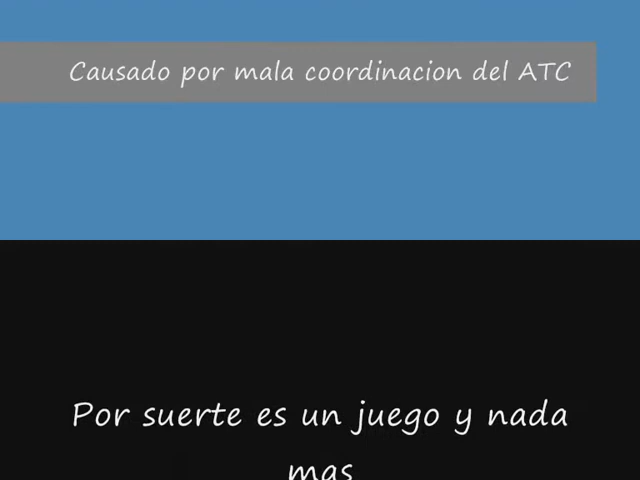 Causado por mala coordinacion del ATC
Por suerte es un juego y nada
mas